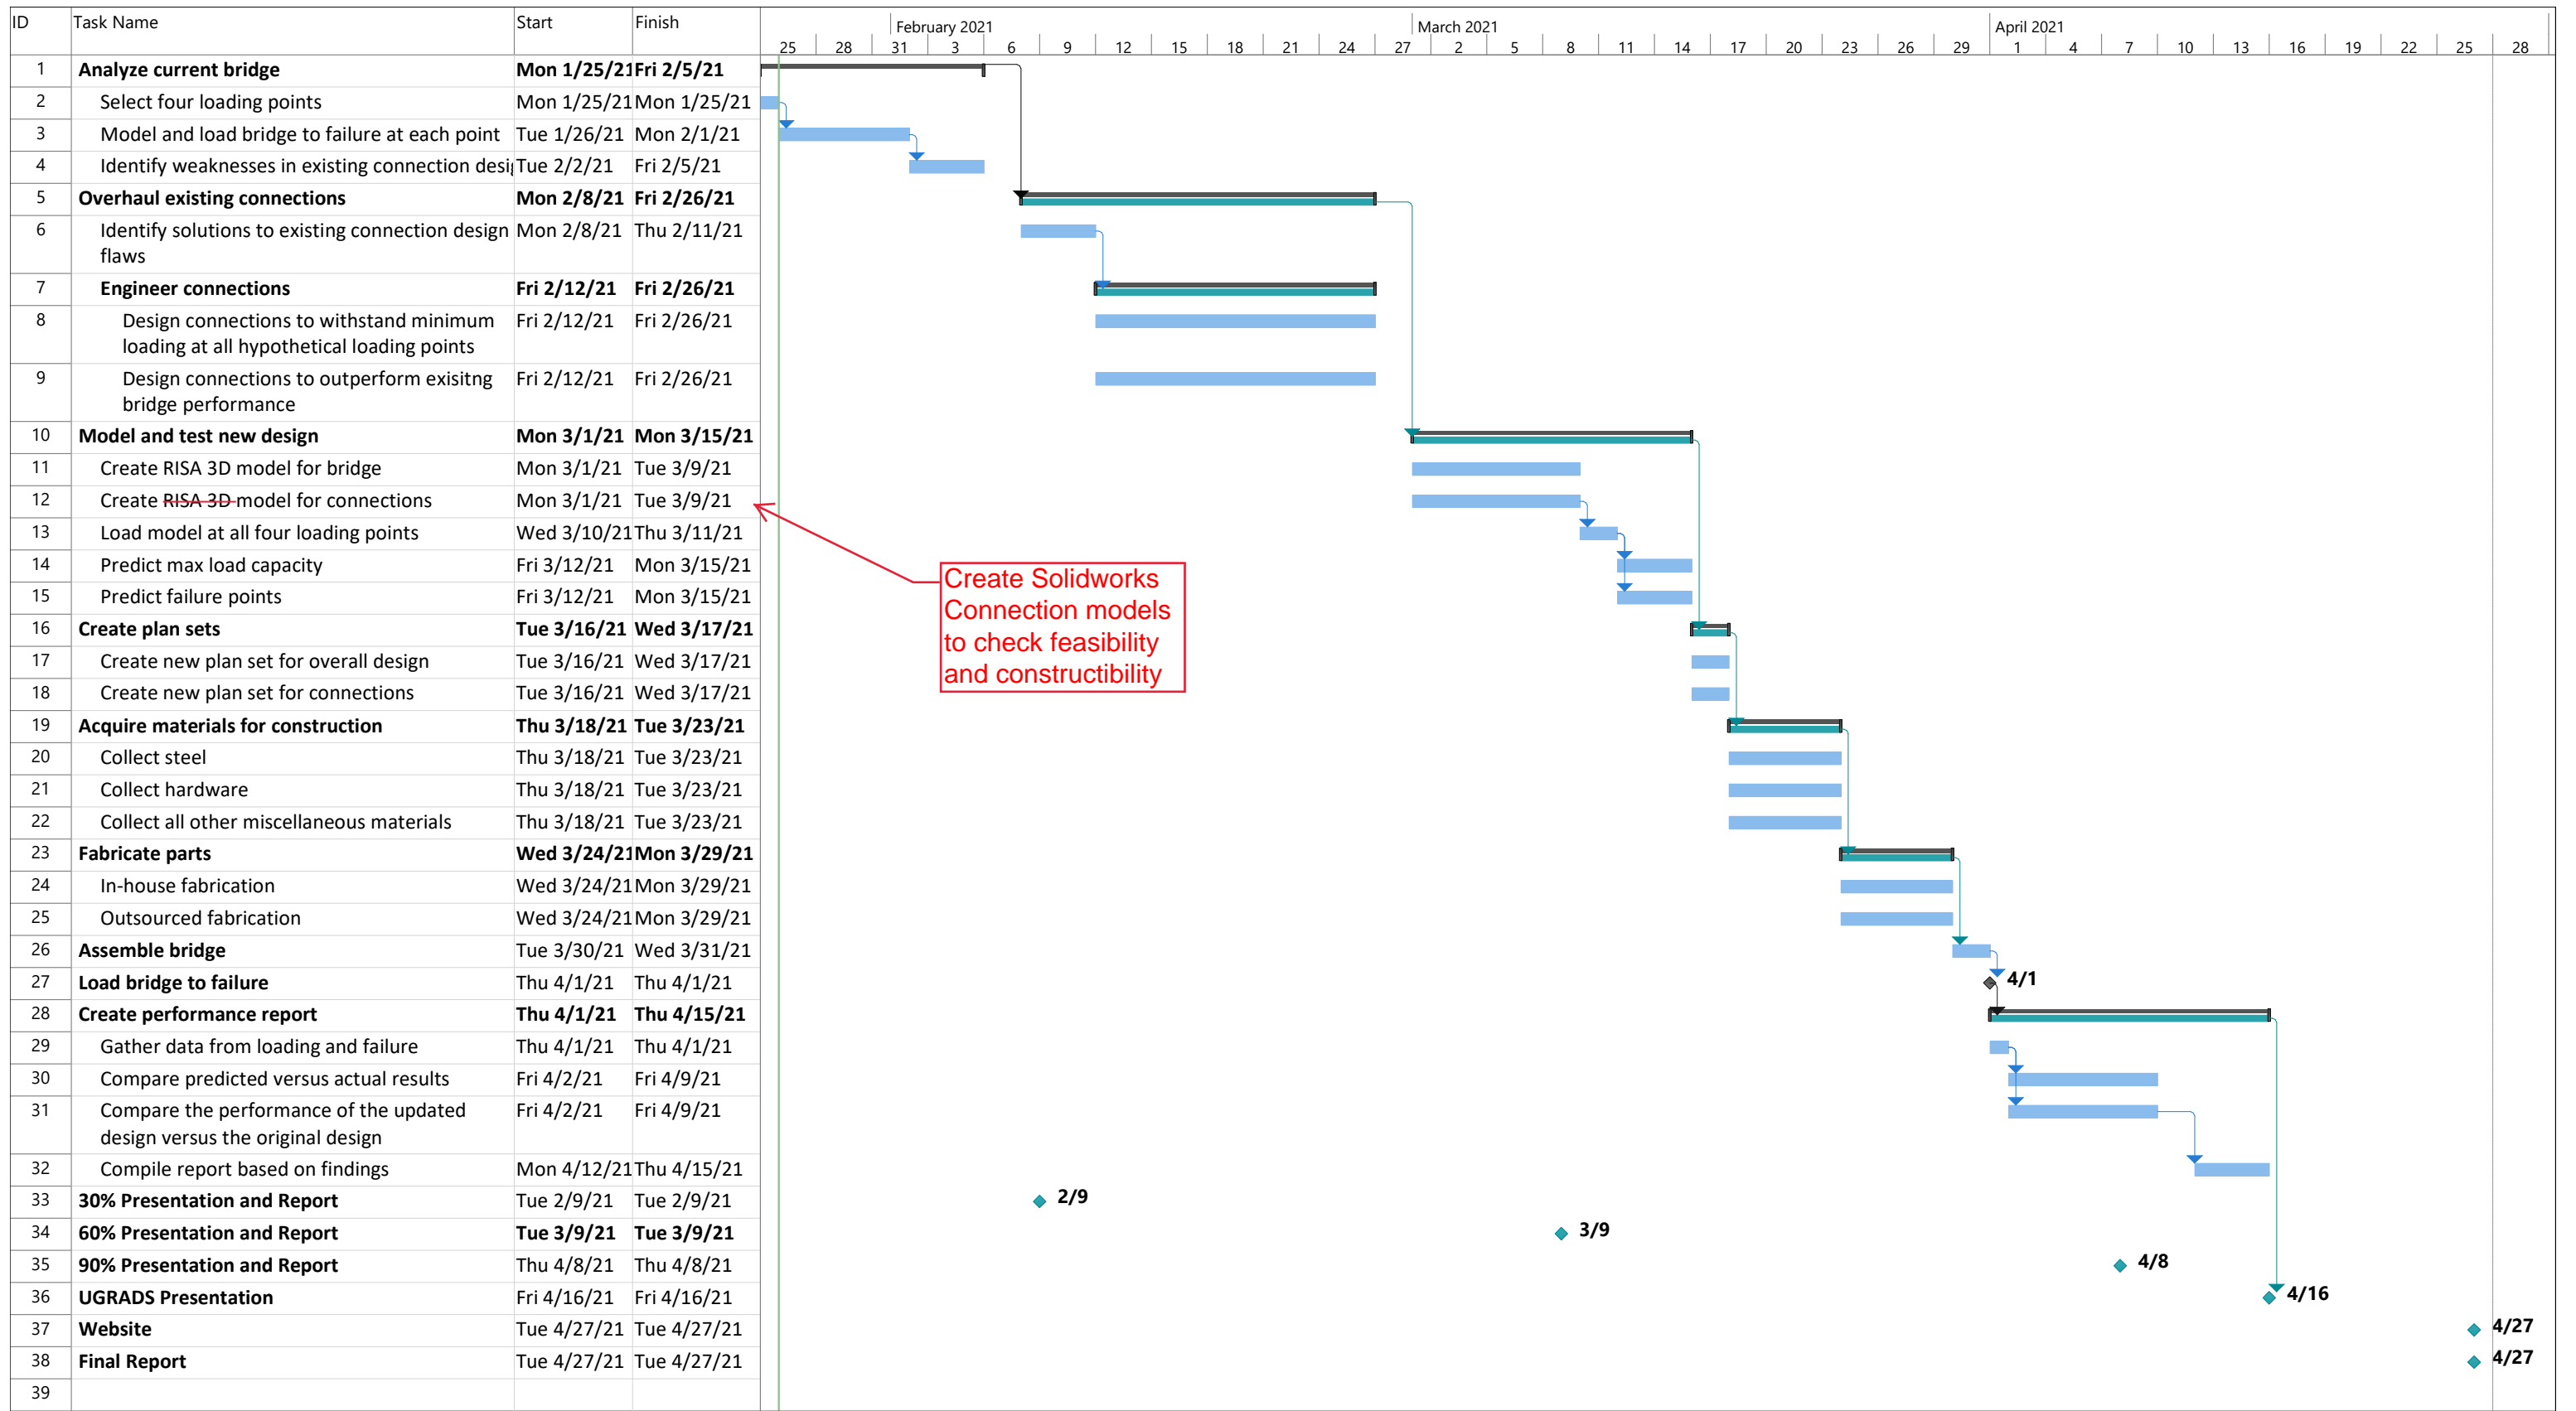 ID Task Name Start Finish February 2021 March 2021 April 2021
25 28 31 3 6 9 12 15 18 21 24 27 2 5 8 11 14 17 20 23 26 29 1 4 7 10 13 16 19 22 25 28
1 Analyze current bridge Mon 1/25/21 Fri 2/5/21
2 Select four loading points Mon 1/25/21 Mon 1/25/21
3 Model and load bridge to failure at each point Tue 1/26/21 Mon 2/1/21
4 Identify weaknesses in existing connection desi Tue 2/2/21 Fri 2/5/21
5 Overhaul existing connections Mon 2/8/21 Fri 2/26/21
6 Identify solutions to existing connection design Mon 2/8/21 Thu 2/11/21
flaws
7 Engineer connections Fri 2/12/21 Fri 2/26/21
8 Design connections to withstand minimum Fri 2/12/21 Fri 2/26/21
loading at all hypothetical loading points
9 Design connections to outperform exisitng Fri 2/12/21 Fri 2/26/21
bridge performance
10 Model and test new design Mon 3/1/21 Mon 3/15/21
11 Create RISA 3D model for bridge Mon 3/1/21 Tue 3/9/21
12 Create RISA 3D model for connections Mon 3/1/21 Tue 3/9/21
13 Load model at all four loading points Wed 3/10/21 Thu 3/11/21
14 Predict max load capacity Fri 3/12/21 Mon 3/15/21
15 Predict failure points Fri 3/12/21 Mon 3/15/21
Create Solidworks
Connection models
to check feasibility
and constructibility
16 Create plan sets Tue 3/16/21 Wed 3/17/21
17 Create new plan set for overall design Tue 3/16/21 Wed 3/17/21
18 Create new plan set for connections Tue 3/16/21 Wed 3/17/21
19 Acquire materials for construction Thu 3/18/21 Tue 3/23/21
20 Collect steel Thu 3/18/21 Tue 3/23/21
21 Collect hardware Thu 3/18/21 Tue 3/23/21
22 Collect all other miscellaneous materials Thu 3/18/21 Tue 3/23/21
23 Fabricate parts Wed 3/24/21 Mon 3/29/21
24 In-house fabrication Wed 3/24/21 Mon 3/29/21
25 Outsourced fabrication Wed 3/24/21 Mon 3/29/21
26 Assemble bridge Tue 3/30/21 Wed 3/31/21
27 Load bridge to failure Thu 4/1/21 Thu 4/1/21 4/1
28 Create performance report Thu 4/1/21 Thu 4/15/21
29 Gather data from loading and failure Thu 4/1/21 Thu 4/1/21
30 Compare predicted versus actual results Fri 4/2/21 Fri 4/9/21
31 Compare the performance of the updated Fri 4/2/21 Fri 4/9/21
design versus the original design
32 Compile report based on findings Mon 4/12/21 Thu 4/15/21
33 30% Presentation and Report Tue 2/9/21 Tue 2/9/21 2/9
34 60% Presentation and Report Tue 3/9/21 Tue 3/9/21 3/9
35 90% Presentation and Report Thu 4/8/21 Thu 4/8/21 4/8
36 UGRADS Presentation Fri 4/16/21 Fri 4/16/21 4/16
37 Website Tue 4/27/21 Tue 4/27/21 4/27
38 Final Report Tue 4/27/21 Tue 4/27/21 4/27
39